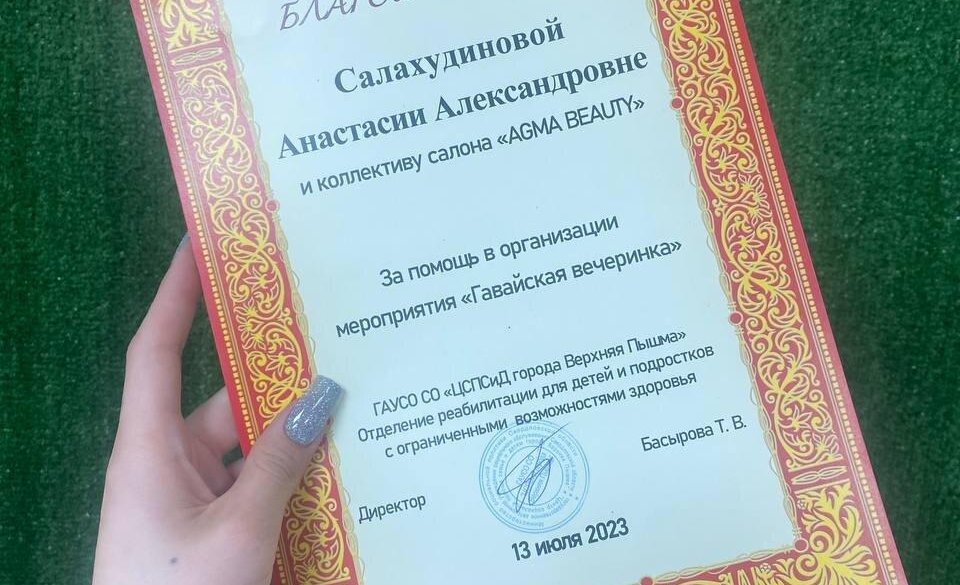 Салахудиновой
Анастасии Александровне
и коллективу салона «AGMA BEAUTY»
За помощь в организации
мероприятия «Гавайская вечеринка»
ГАУСО СО «ЦСПСиД города Верхняя Пышма»
Отделение реабилитации для детей и подростков
с ограниченными возможностями здоровья
Басырова Т. В.
Директор
13 июля 2023